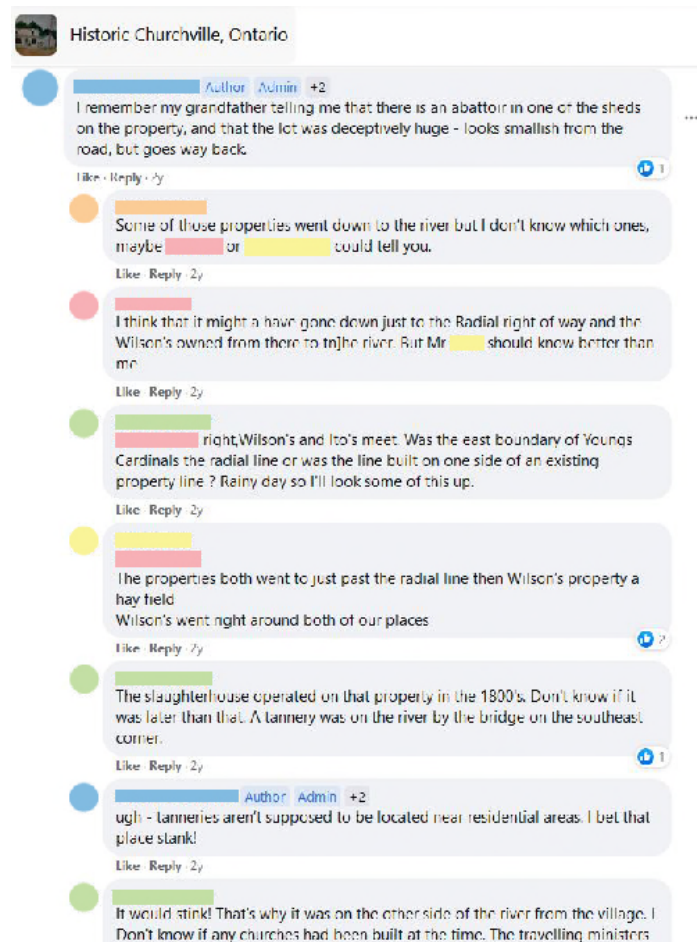 Historic Churchville, Ontario
Author Admin +2
I remember my grandfather telling me that there is an abattoir in one of the sheds
on the property, and that the lot was deceptively huge - looks smallish from the
road, but goes way back.
1
Like · Reply · 2y
Some of those properties went down to the river but I don't know which ones,
maybe or could tell you.
Like · Reply · 2y
I think that it might a have gone down just to the Radial right of way and the
Wilson's owned from there to tn]he river. But Mr should know better than
me
Like · Reply · 2y
right,Wilson's and Ito's meet. Was the east boundary of Youngs
Cardinals the radial line or was the line built on one side of an existing
property line ? Rainy day so I'll look some of this up.
Like · Reply · 2y
The properties both went to just past the radial line then Wilson's property a
hay field
Wilson's went right around both of our places
2
Like · Reply · 2y
The slaughterhouse operated on that property in the 1800's. Don't know if it
was later than that. A tannery was on the river by the bridge on the southeast
corner.
1
Like · Reply · 2y
Author Admin +2
ugh - tanneries aren't supposed to be located near residential areas. I bet that
place stank!
Like · Reply · 2y
It would stink! That's why it was on the other side of the river from the village. I
Don't know if any churches had been built at the time. The travelling ministers